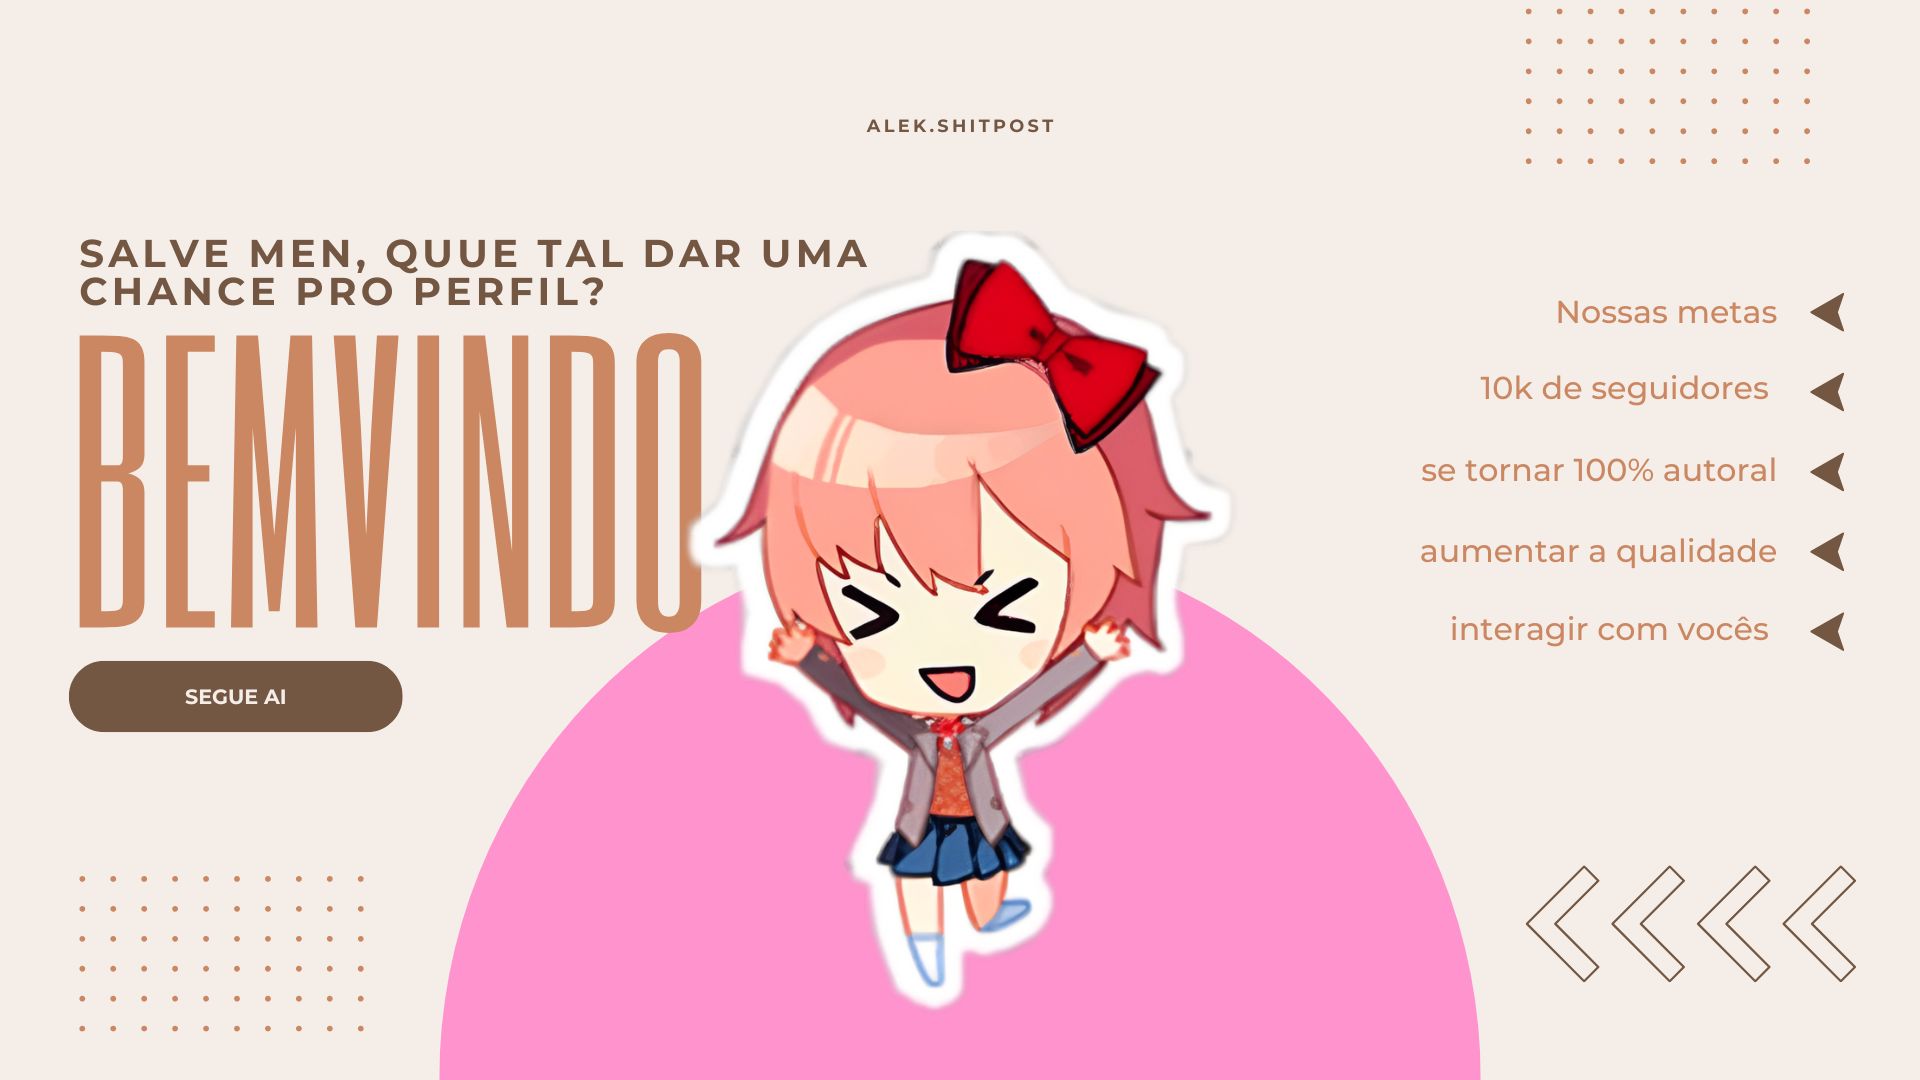 ALEK.SHITPOST
SALVE MEN, QUUE TAL DAR UMA
CHANCE PRO PERFIL?
BEMVINDO
SEGUE AI
Nossas metas
10k de seguidores
se tornar 100% autoral
aumentar a qualidade
interagir com vocês